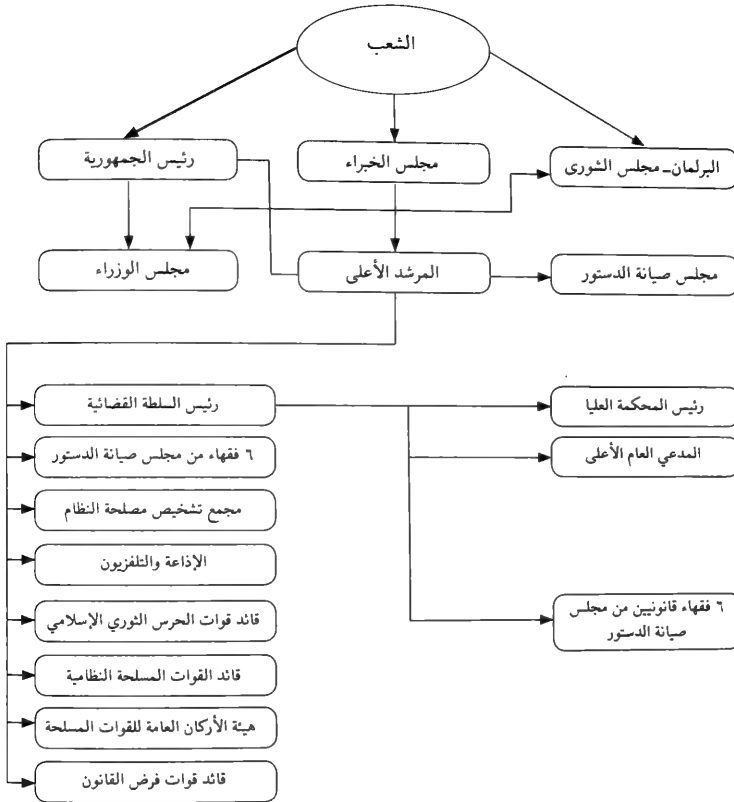 الشعب
رئيس الجمهورية
مجلس الخبراء
البرلمان - مجلس الشورى
مجلس الوزراء
المرشد الأعلى
مجلس صيانة الدستور
رئيس السلطة القضائية
رئيس المحكمة العليا
٦ فقهاء من مجلس صيانة الدستور
المدعي العام الأعلى
مجمع تشخيص مصلحة النظام
الإذاعة والتلفزيون
قائد قوات الحرس الثوري الإسلامي
٦ فقهاء قانونيين من مجلس
صيانة الدستور
قائد القوات المسلحة النظامية
هيئة الأركان العامة للقوات المسلحة
قائد قوات فرض القانون